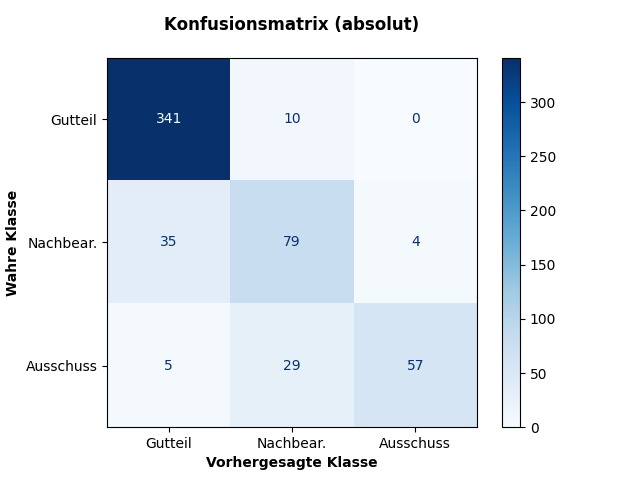 Konfusionsmatrix (absolut)
Gutteil 341 10 0
Nachbear. 35 79 4
Ausschuss 5 29 57
Gutteil Nachbear. Ausschuss
Vorhergesagte Klasse
Wahre Klasse
300
250
200
150
100
50
0